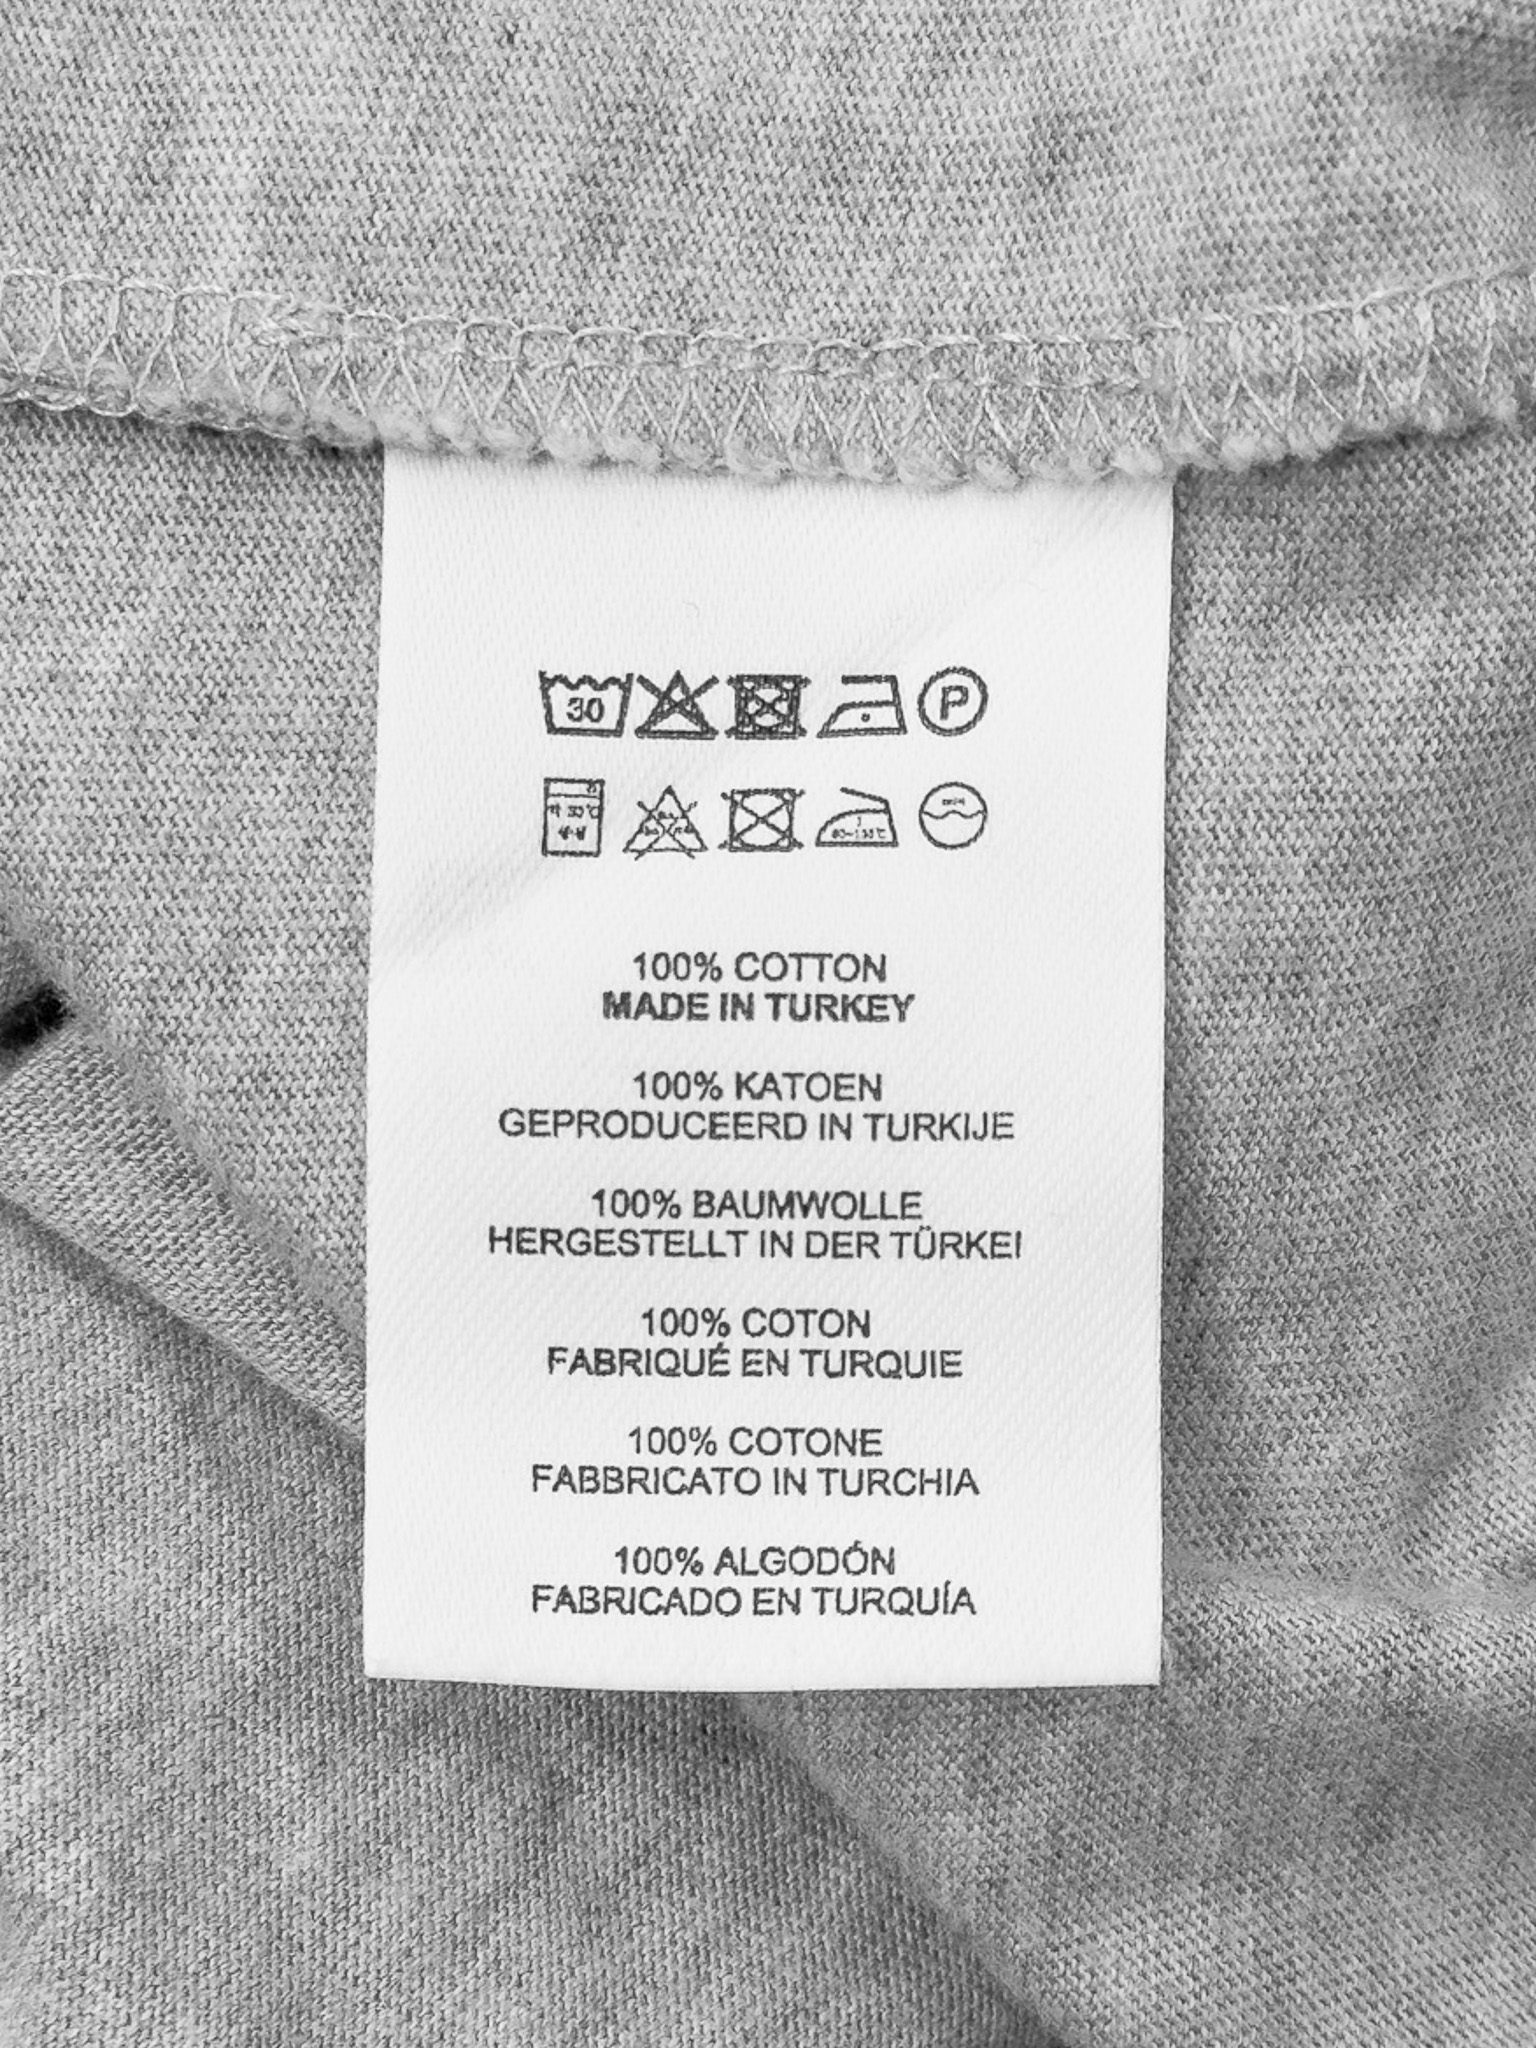 30 P
100% COTTON
MADE IN TURKEY
100% KATOEN
GEPRODUCEERD IN TURKIJE
100% BAUMWOLLE
HERGESTELLT IN DER TÜRKEI
100% COTON
FABRIQUÉ EN TURQUIE
100% COTONE
FABBRICATO IN TURCHIA
100% ALGODÓN
FABRICADO EN TURQUÍA